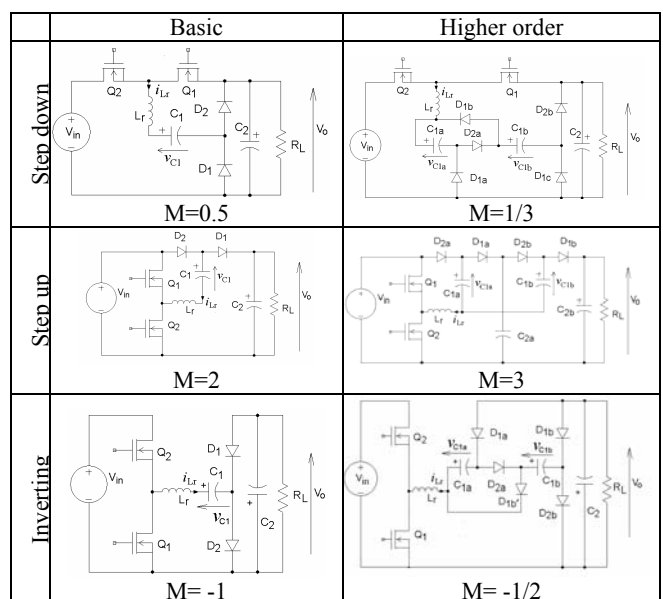 Basic Higher order
Step down
Q2 Q1
iLr
Lr
C1
D2
C2
+
Vin
RL
Vo
vC1
D1
M=0.5
Q2 Q1
iLr
Lr
D1b
D2b
C1a
D2a
C1b
C2
+
Vin
RL
Vo
vC1a
vC1b
D1a
D1c
M=1/3
Step up
D2 D1
C1
vC1
Q1
Vin
Lr
iLr
C2
+
RL
Vo
Q2
M=2
D2a D1a D2b D1b
C1a
vC1a
C1b
vC1b
Q1
Vin
Lr
iLr
C2a
C2b
+
RL
Vo
Q2
M=3
Inverting
Q2
D1
Vin
iLr
Lr
C1
+
vC1
C2
+
RL
Vo
Q1
D2
M= -1
Q2
D1a
D1b
vC1a
vC1b
Vin
iLr
Lr
C1a
D2a
C1b
D1b'
D2b
C2
+
RL
Vo
Q1
M= -1/2